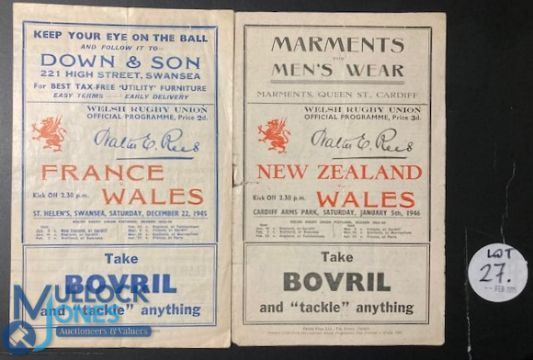 KEEP YOUR EYE ON THE BALL
AND FOLLOW IT TO—
DOWN & SON
221 HIGH STREET, SWANSEA
For BEST TAX-FREE 'UTILITY' FURNITURE
EASY TERMS EARLY DELIVERY
WELSH RUGBY UNION
OFFICIAL PROGRAMME, Price 2d.
Walter E. Rees
FRANCE
Kick Off 2.30 p.m.
WALES
ST. HELEN'S, SWANSEA, SATURDAY, DECEMBER 22, 1945
Take
BOVRIL
and "tackle" anything
MARMENTS
FOR
MEN'S WEAR
MARMENTS, QUEEN ST. CARDIFF
WELSH RUGBY UNION
OFFICIAL PROGRAMME, Price 3d.
Walter E. Rees
NEW ZEALAND
Kick Off 2.30 p.m.
WALES
CARDIFF ARMS PARK, SATURDAY, JANUARY 5th, 1946
Take
BOVRIL
and "tackle" anything
LOT
27.
MULLOCK
JONES
Auctioneers & Valuers